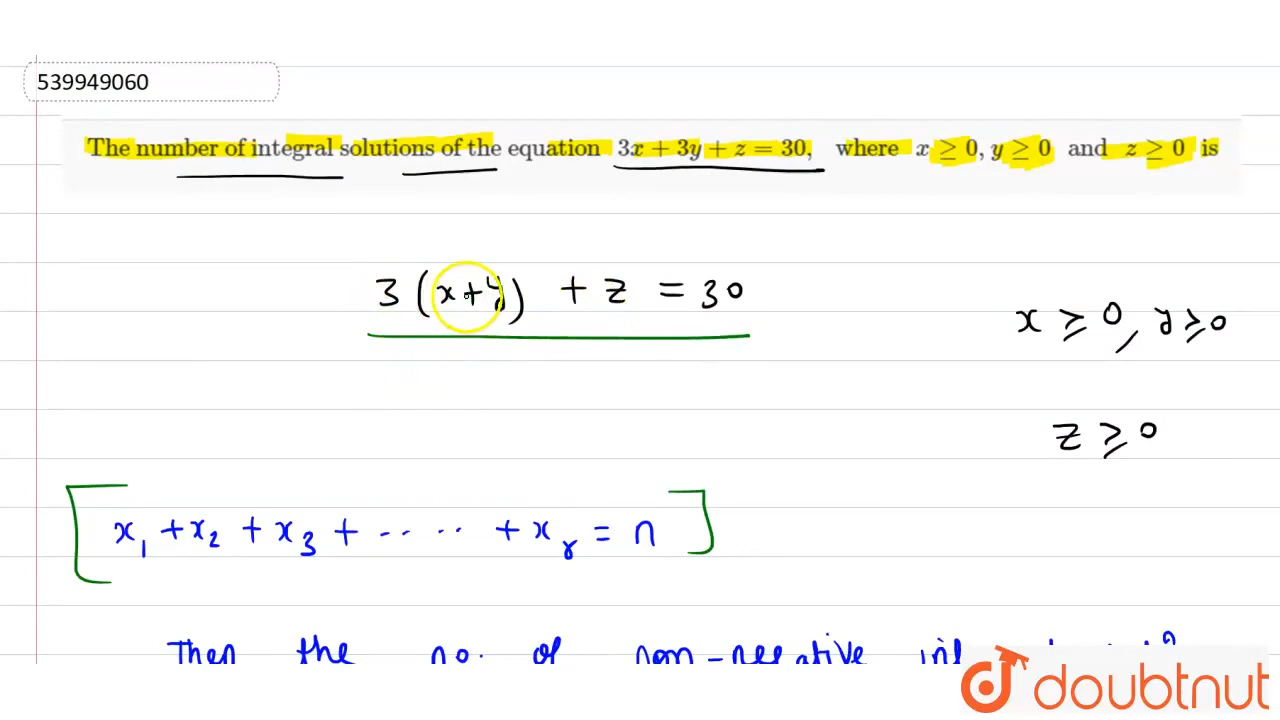 539949060
The number of integral solutions of the equation 3x + 3y + z = 30, where x ≥ 0, y ≥ 0 and z ≥ 0 is
3 (x+y) + z = 30
x ≥ 0, y ≥ 0
z ≥ 0
[x₁ + x₂ + x₃ + ..... + xᵣ = n]
Then the no. of non-negative
doubtnut